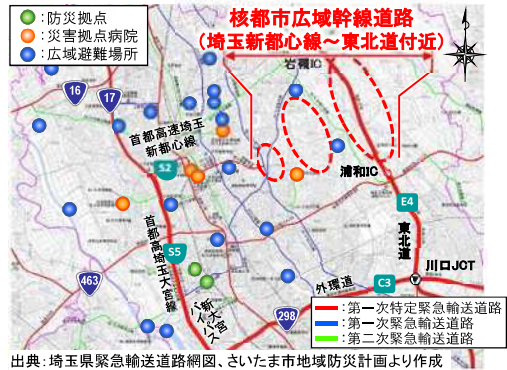 核都市広域幹線道路
（埼玉新都心線～東北道付近）
：防災拠点
：災害拠点病院
：広域避難場所
岩槻IC
16
17
首都高速埼玉
新都心線
S2
浦和IC
E4
東北道
首都高埼玉大宮線
S5
川口JCT
外環道
C3
463
新大宮
バイパス
298
：第一次特定緊急輸送道路
：第一次緊急輸送道路
：第二次緊急輸送道路
出典：埼玉県緊急輸送道路網図、さいたま市地域防災計画より作成